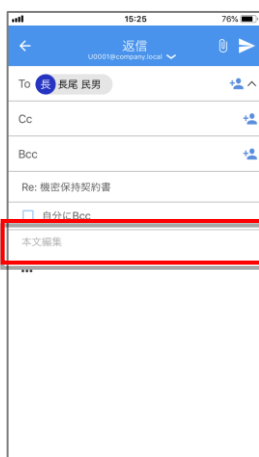 15:25
76%
返信
U0001@company.local
To 長 長尾 民男
Cc
Bcc
Re: 機密保持契約書
自分にBcc
本文編集
•••